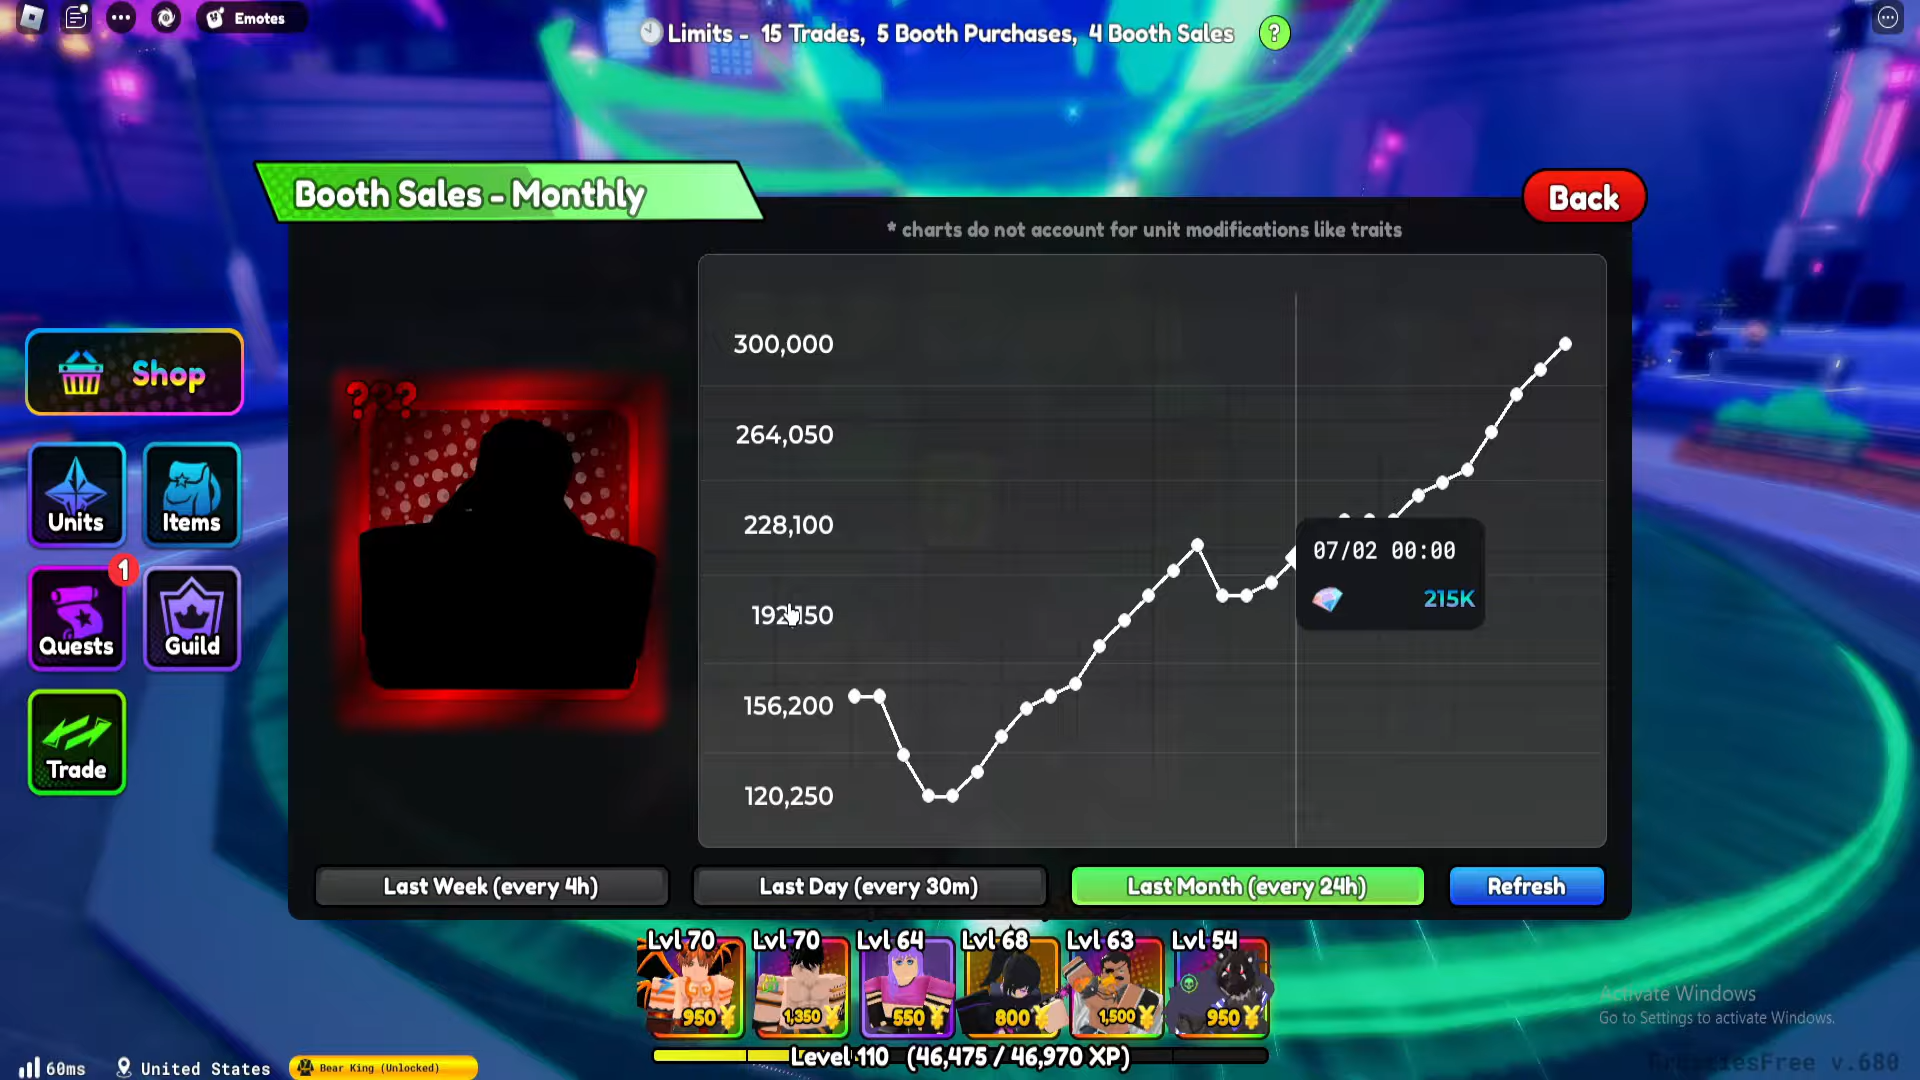 Emotes
Limits - 15 Trades, 5 Booth Purchases, 4 Booth Sales
?
Booth Sales - Monthly
Back
* charts do not account for unit modifications like traits
???
300,000
264,050
228,100
192,150
156,200
120,250
07/02 00:00
215K
Shop
Units
Items
1
Quests
Guild
Trade
Last Week (every 4h)
Last Day (every 30m)
Last Month (every 24h)
Refresh
Lvl 70
Lvl 70
Lvl 64
Lvl 68
Lvl 63
Lvl 54
950¥
1,350¥
550¥
800¥
1,500¥
950¥
Level 110 (46,475 / 46,970 XP)
Activate Windows
Go to Settings to activate Windows.
60ms
United States
Bear King (Unlocked)
v.680